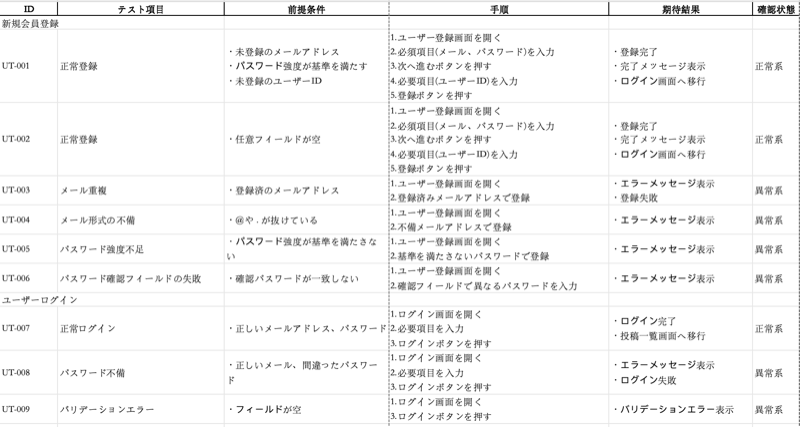 ID テスト項目 前提条件 手順 期待結果 確認状態
新規会員登録
UT-001 正常登録 ・未登録のメールアドレス ・パスワード強度が基準を満たす ・未登録のユーザーID 1.ユーザー登録画面を開く 2.必須項目(メール、パスワード)を入力 3.次へ進むボタンを押す 4.必要項目(ユーザーID)を入力 5.登録ボタンを押す ・登録完了 ・完了メッセージ表示 ・ログイン画面へ移行 正常系
UT-002 正常登録 ・任意フィールドが空 1.ユーザー登録画面を開く 2.必須項目(メール、パスワード)を入力 3.次へ進むボタンを押す 4.必要項目(ユーザーID)を入力 5.登録ボタンを押す ・登録完了 ・完了メッセージ表示 ・ログイン画面へ移行 正常系
UT-003 メール重複 ・登録済のメールアドレス 1.ユーザー登録画面を開く 2.登録済みメールアドレスで登録 ・エラーメッセージ表示 ・登録失敗 異常系
UT-004 メール形式の不備 ・@や . が抜けている 1.ユーザー登録画面を開く 2.不備メールアドレスで登録 ・エラーメッセージ表示 異常系
UT-005 パスワード強度不足 ・パスワード強度が基準を満たさない 1.ユーザー登録画面を開く 2.基準を満たさないパスワードで登録 ・エラーメッセージ表示 異常系
UT-006 パスワード確認フィールドの失敗 ・確認パスワードが一致しない 1.ユーザー登録画面を開く 2.確認フィールドで異なるパスワードを入力 ・エラーメッセージ表示 異常系
ユーザーログイン
UT-007 正常ログイン ・正しいメールアドレス、パスワード 1.ログイン画面を開く 2.必要項目を入力 3.ログインボタンを押す ・ログイン完了 ・投稿一覧画面へ移行 正常系
UT-008 パスワード不備 ・正しいメール、間違ったパスワード 1.ログイン画面を開く 2.必要項目を入力 3.ログインボタンを押す ・エラーメッセージ表示 ・ログイン失敗 異常系
UT-009 バリデーションエラー ・フィールドが空 1.ログイン画面を開く 3.ログインボタンを押す ・バリデーションエラー表示 異常系